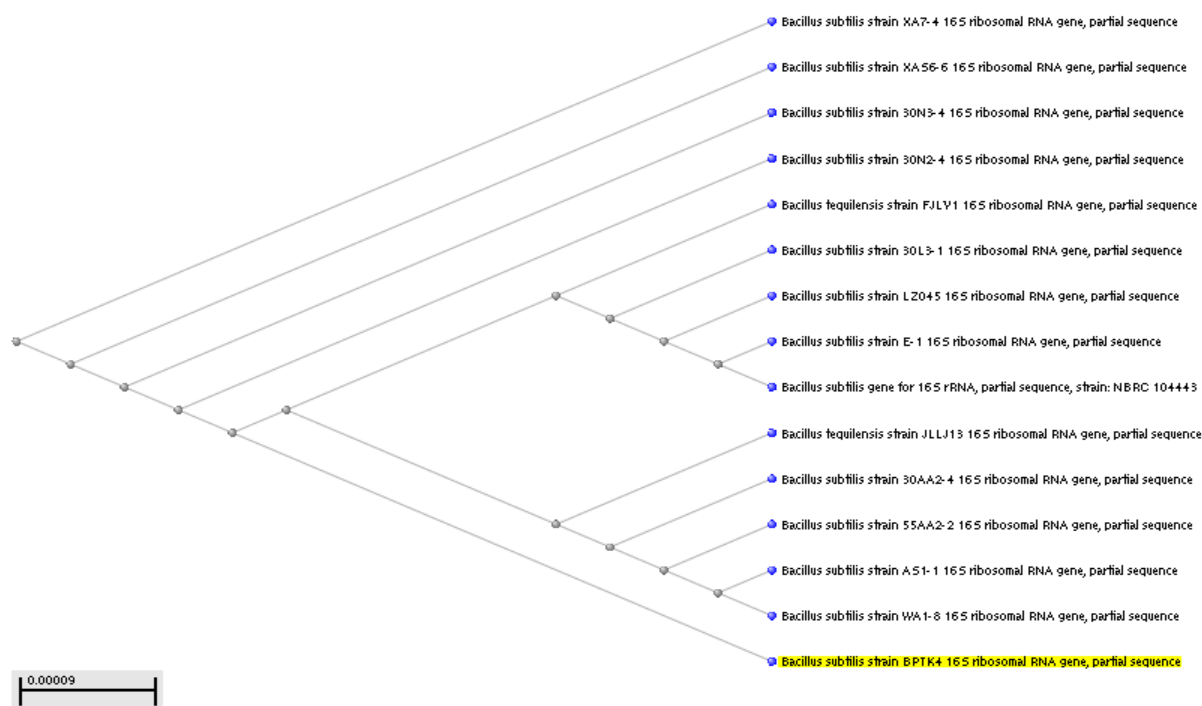 Bacillus subtilis strain XA7-4 16S ribosomal RNA gene, partial sequence
Bacillus subtilis strain XAS6-6 16S ribosomal RNA gene, partial sequence
Bacillus subtilis strain 30N3-4 16S ribosomal RNA gene, partial sequence
Bacillus subtilis strain 30N2-4 16S ribosomal RNA gene, partial sequence
Bacillus tequilensis strain FJLY1 16S ribosomal RNA gene, partial sequence
Bacillus subtilis strain 30L3-1 16S ribosomal RNA gene, partial sequence
Bacillus subtilis strain LZ045 16S ribosomal RNA gene, partial sequence
Bacillus subtilis strain E-1 16S ribosomal RNA gene, partial sequence
Bacillus subtilis gene for 16S rRNA, partial sequence, strain: NBRC 104443
Bacillus tequilensis strain JLLJ13 16S ribosomal RNA gene, partial sequence
Bacillus subtilis strain 30AA2-4 16S ribosomal RNA gene, partial sequence
Bacillus subtilis strain 55AA2-2 16S ribosomal RNA gene, partial sequence
Bacillus subtilis strain AS1-1 16S ribosomal RNA gene, partial sequence
Bacillus subtilis strain WA1-8 16S ribosomal RNA gene, partial sequence
Bacillus subtilis strain BPTK4 16S ribosomal RNA gene, partial sequence
0.00009